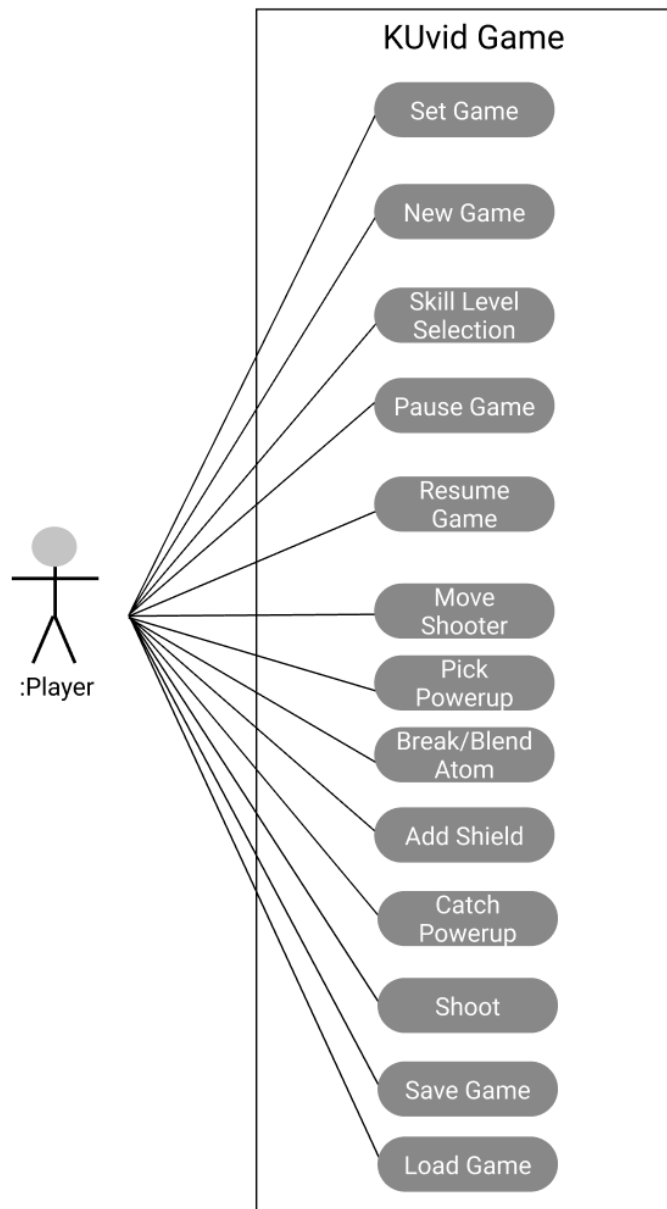 KUvid Game
Set Game
New Game
Skill Level
Selection
Pause Game
Resume
Game
Move
Shooter
Pick
Powerup
:Player
Break/Blend
Atom
Add Shield
Catch
Powerup
Shoot
Save Game
Load Game